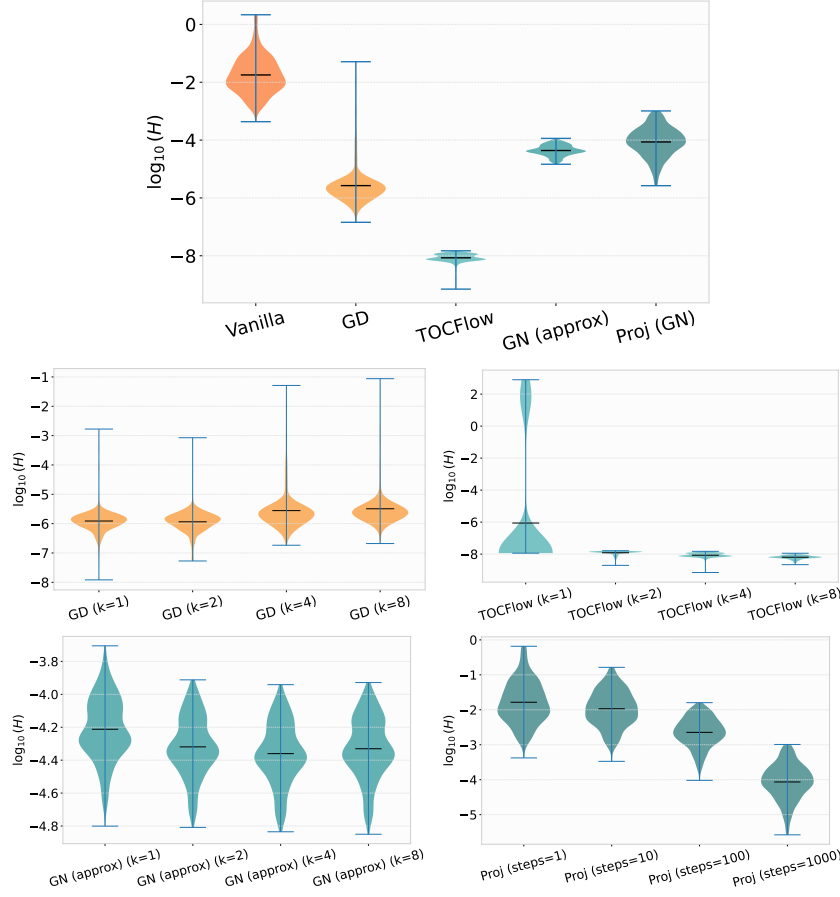 log₁₀(H)
0
−2
−4
−6
−8
Vanilla
GD
TOCFlow
GN (approx)
Proj (GN)
log₁₀(H)
−1
−2
−3
−4
−5
−6
−7
−8
GD (k=1)
GD (k=2)
GD (k=4)
GD (k=8)
log₁₀(H)
2
0
−2
−4
−6
−8
TOCFlow (k=1)
TOCFlow (k=2)
TOCFlow (k=4)
TOCFlow (k=8)
log₁₀(H)
−3.8
−4.0
−4.2
−4.4
−4.6
−4.8
GN (approx) (k=1)
GN (approx) (k=2)
GN (approx) (k=4)
GN (approx) (k=8)
log₁₀(H)
0
−1
−2
−3
−4
−5
Proj (steps=1)
Proj (steps=10)
Proj (steps=100)
Proj (steps=1000)